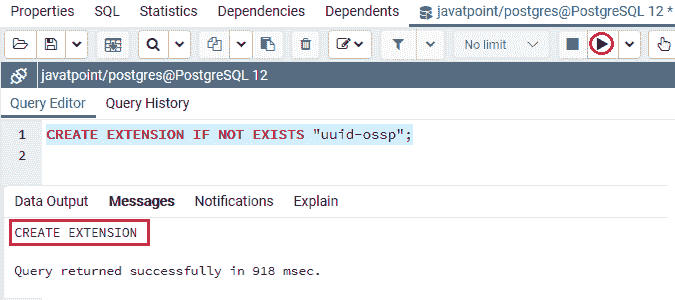 Properties SQL Statistics Dependencies Dependents javatpoint/postgres@PostgreSQL 12 *
No limit
javatpoint/postgres@PostgreSQL 12
Query Editor Query History
1 CREATE EXTENSION IF NOT EXISTS "uuid-ossp";
2
Data Output Messages Notifications Explain
CREATE EXTENSION
Query returned successfully in 918 msec.